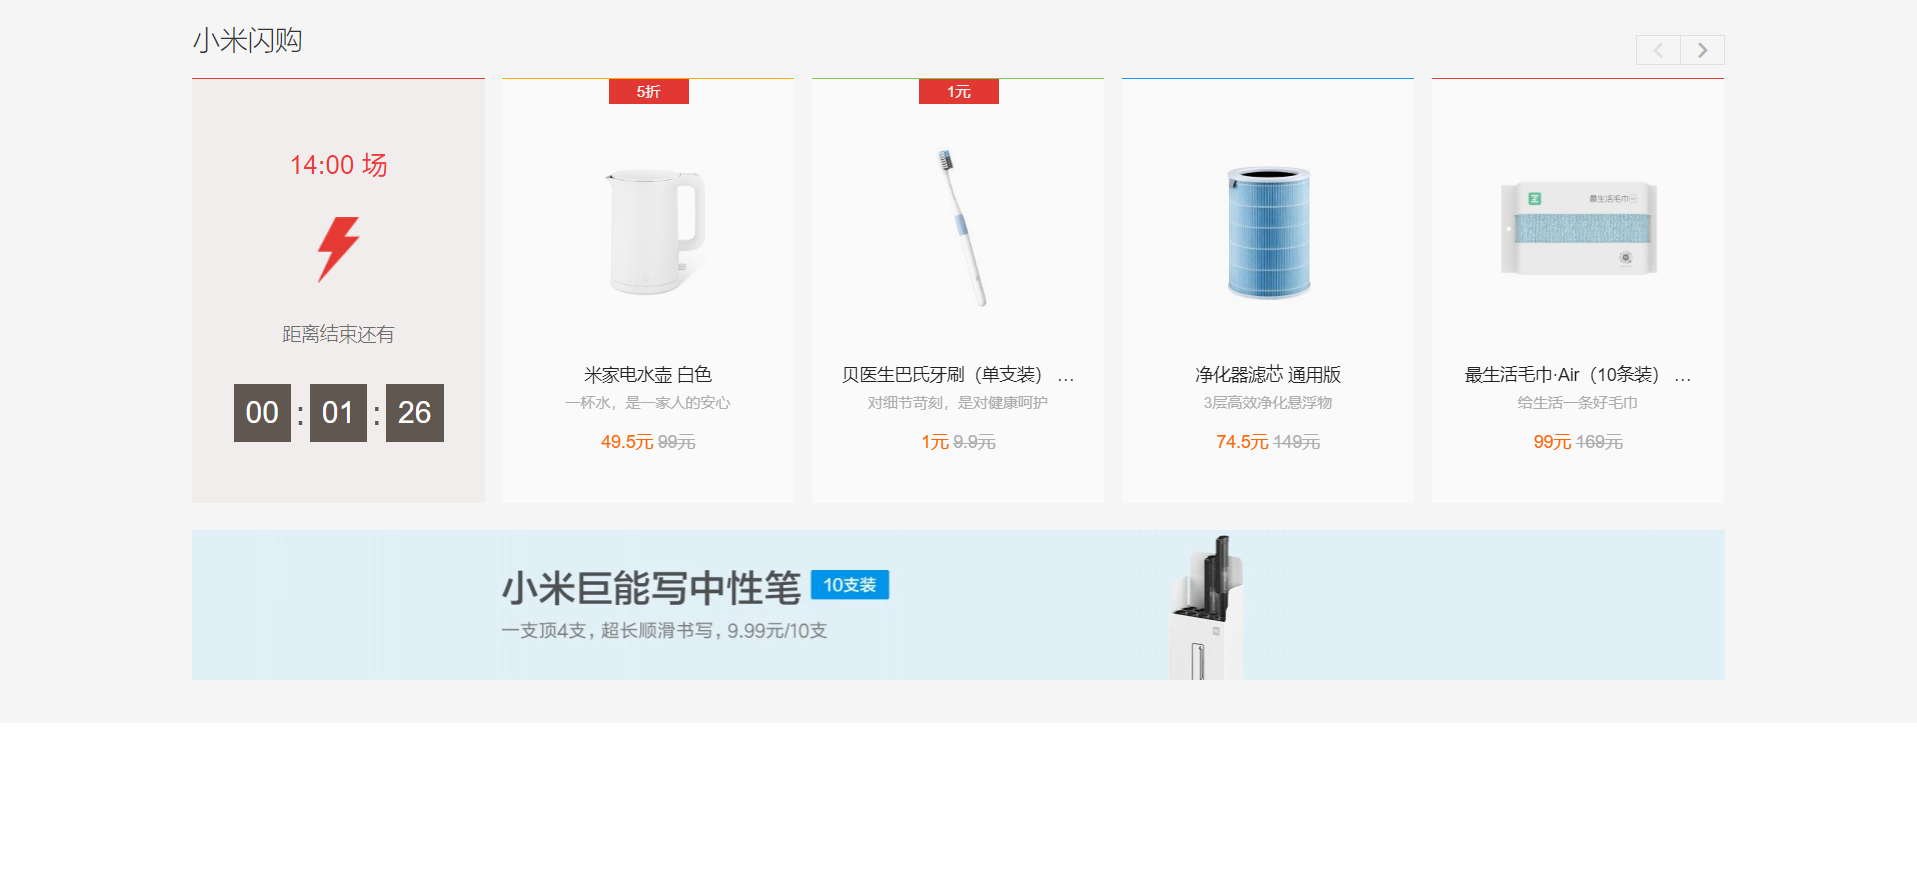 小米闪购
14:00 场
距离结束还有
00 : 01 : 26
5折
米家电水壶 白色
一杯水，是一家人的安心
49.5元 99元
1元
贝医生巴氏牙刷（单支装） …
对细节苛刻，是对健康呵护
1元 9.9元
净化器滤芯 通用版
3层高效净化悬浮物
74.5元 149元
最生活毛巾
最生活毛巾·Air（10条装） …
给生活一条好毛巾
99元 169元
小米巨能写中性笔 10支装
一支顶4支，超长顺滑书写，9.99元/10支